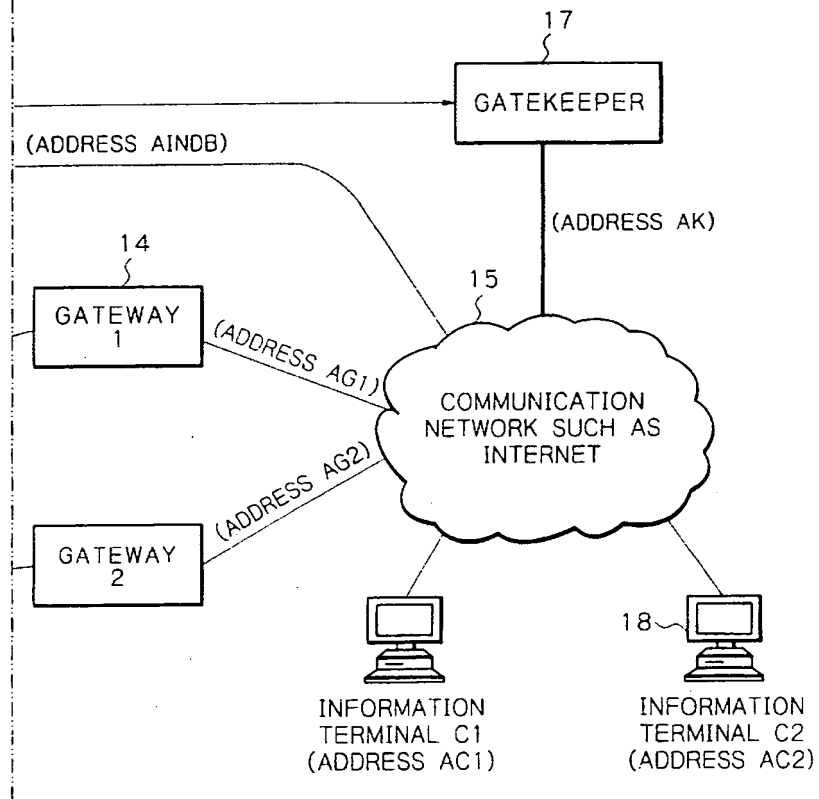 17
GATEKEEPER
(ADDRESS AINDB)
(ADDRESS AK)
14
15
GATEWAY
1
(ADDRESS AG1)
COMMUNICATION
NETWORK SUCH AS
INTERNET
(ADDRESS AG2)
GATEWAY
2
18
INFORMATION
TERMINAL C1
(ADDRESS AC1)
INFORMATION
TERMINAL C2
(ADDRESS AC2)